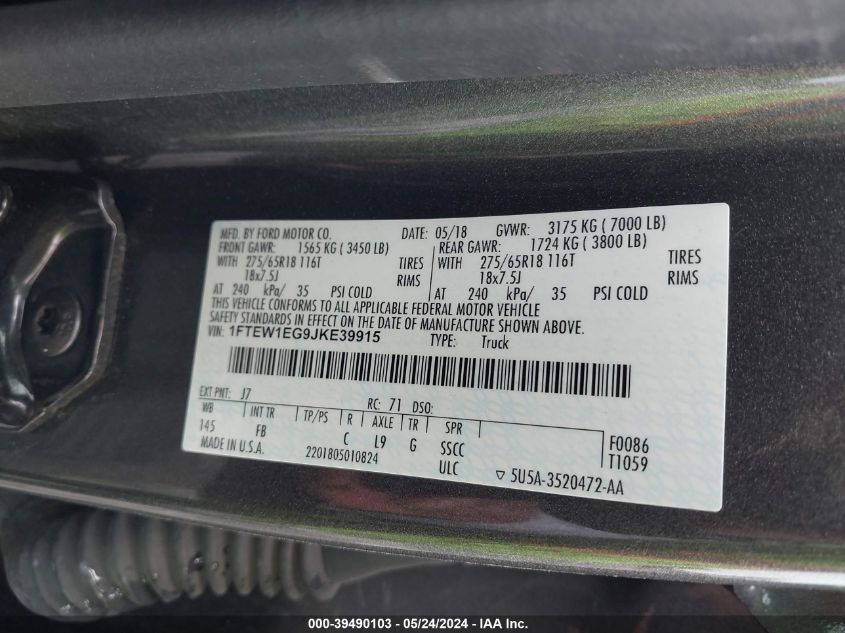 MFD. BY FORD MOTOR CO. DATE: 05/18 GVWR: 3175 KG ( 7000 LB)
FRONT GAWR: 1565 KG ( 3450 LB) REAR GAWR: 1724 KG ( 3800 LB)
WITH 275/65R18 116T TIRES WITH 275/65R18 116T TIRES
18x7.5J RIMS 18x7.5J RIMS
AT 240 kPa/ 35 PSI COLD AT 240 kPa/ 35 PSI COLD
THIS VEHICLE CONFORMS TO ALL APPLICABLE FEDERAL MOTOR VEHICLE
SAFETY STANDARDS IN EFFECT ON THE DATE OF MANUFACTURE SHOWN ABOVE.
VIN: 1FTEW1EG9JKE39915 TYPE: Truck
EXT PNT: J7 RC: 71 DSO:
WB INT TR TP/PS R AXLE TR SPR F0086
145 FB C L9 G SSCC T1059
MADE IN U.S.A. 2201805010824 ULC 5U5A-3520472-AA
000-39490103 - 05/24/2024 - IAA Inc.